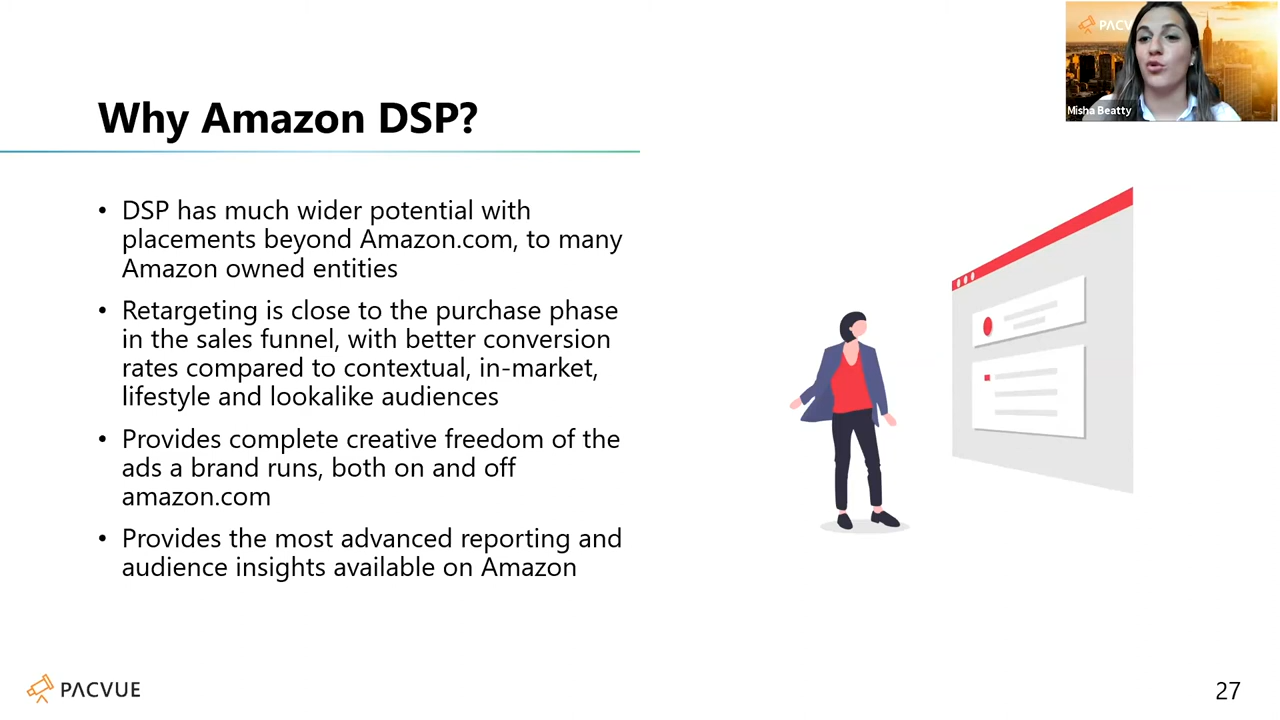 PACV
Misha Beatty
Why Amazon DSP?
• DSP has much wider potential with
placements beyond Amazon.com, to many
Amazon owned entities
• Retargeting is close to the purchase phase
in the sales funnel, with better conversion
rates compared to contextual, in-market,
lifestyle and lookalike audiences
• Provides complete creative freedom of the
ads a brand runs, both on and off
amazon.com
• Provides the most advanced reporting and
audience insights available on Amazon
PACVUE
27